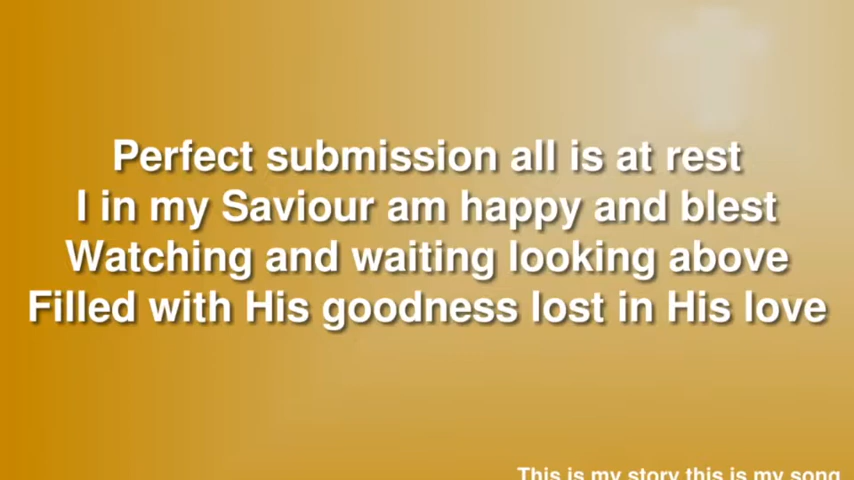 Perfect submission all is at rest
I in my Saviour am happy and blest
Watching and waiting looking above
Filled with His goodness lost in His love
This is my story this is my song